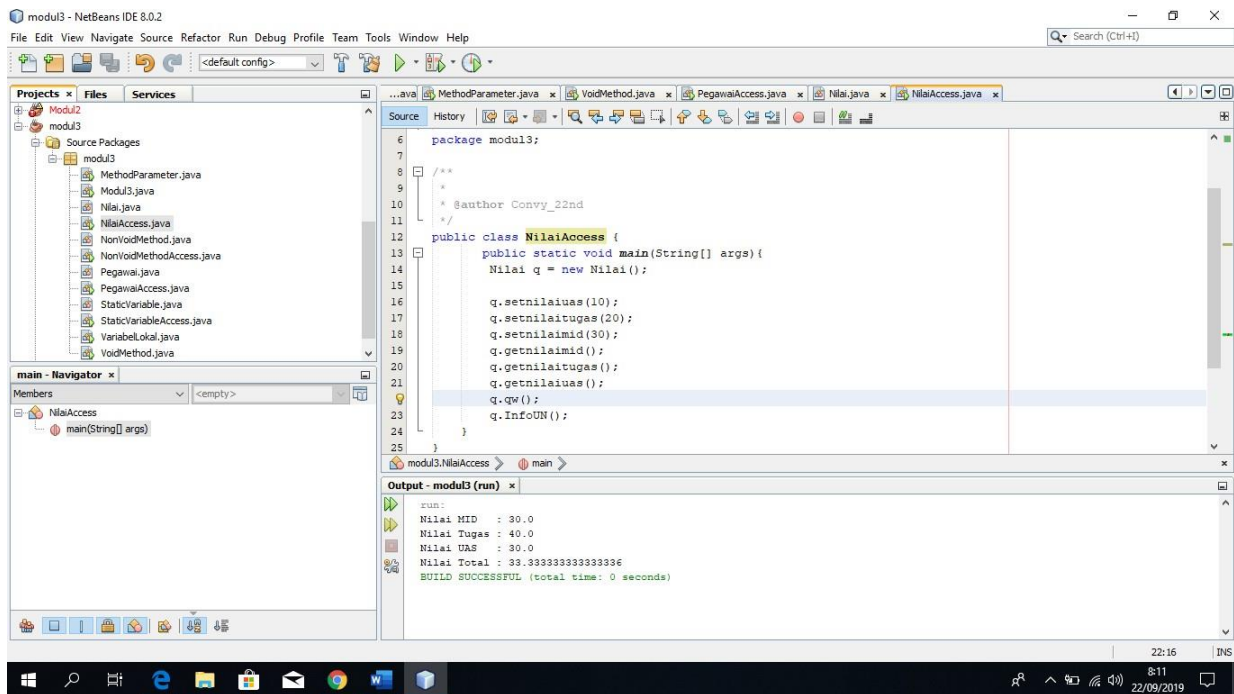 modul3 - NetBeans IDE 8.0.2
File Edit View Navigate Source Refactor Run Debug Profile Team Tools Window Help
Search (Ctrl+I)
<default config>
Projects Files Services
Modul2
modul3
Source Packages
modul3
MethodParameter.java
Modul3.java
Nilai.java
NilaiAccess.java
NonVoidMethod.java
NonVoidMethodAccess.java
Pegawai.java
PegawaiAccess.java
StaticVariable.java
StaticVariableAccess.java
VariabelLokal.java
VoidMethod.java
main - Navigator
Members <empty>
NilaiAccess
main(String[] args)
...ava MethodParameter.java VoidMethod.java PegawaiAccess.java Nilai.java NilaiAccess.java
Source History
6 package modul3;
7
8 /**
9 *
10 * @author Convy_22nd
11 */
12 public class NilaiAccess {
13 public static void main(String[] args){
14 Nilai q = new Nilai();
15
16 q.setnilaiuas(10);
17 q.setnilaitugas(20);
18 q.setnilaimid(30);
19 q.getnilaimid();
20 q.getnilaitugas();
21 q.getnilaiuas();
q.qw();
23 q.InfoUN();
24 }
25 }
modul3.NilaiAccess main
Output - modul3 (run)
run:
Nilai MID : 30.0
Nilai Tugas : 40.0
Nilai UAS : 30.0
Nilai Total : 33.333333333333336
BUILD SUCCESSFUL (total time: 0 seconds)
22:16 INS
8:11
22/09/2019